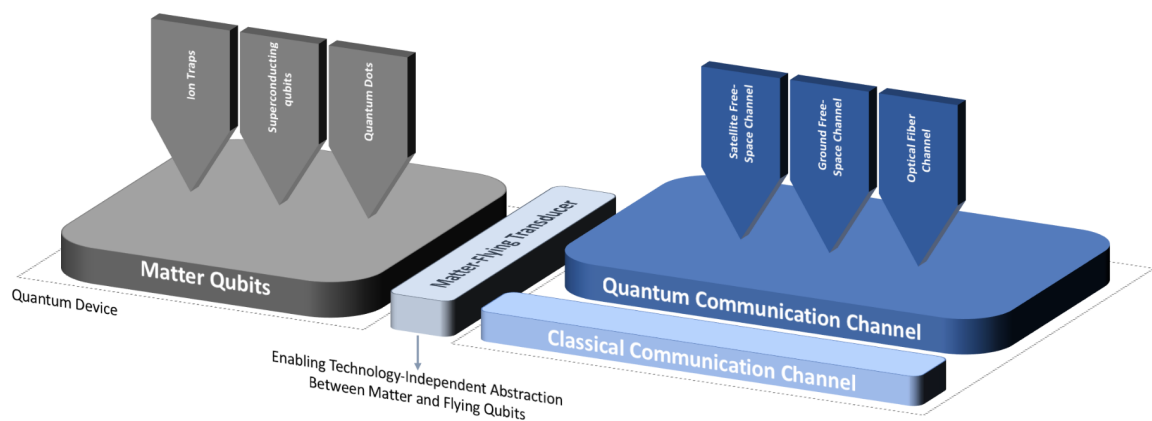 Ion Traps
Superconducting
qubits
Quantum Dots
Satellite Free-
Space Channel
Ground Free-
Space Channel
Optical Fiber
Channel
Matter Qubits
Matter-Flying Transducer
Quantum Communication Channel
Classical Communication Channel
Quantum Device
Enabling Technology-Independent Abstraction
Between Matter and Flying Qubits